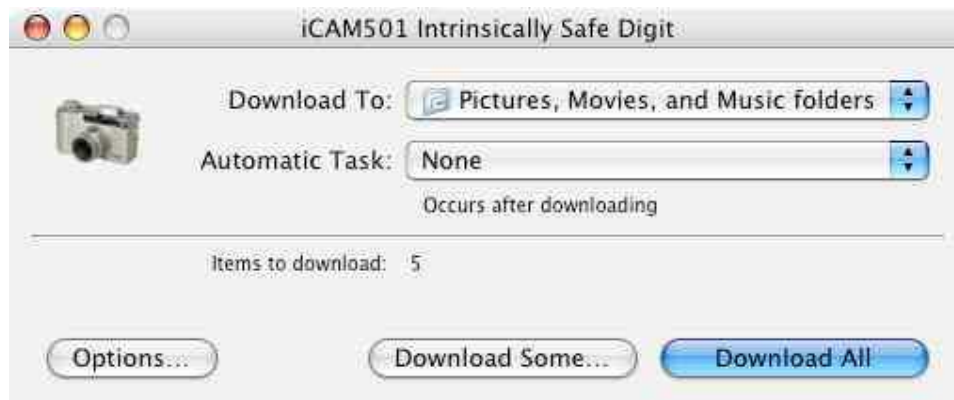 iCAM501 Intrinsically Safe Digit
Download To: Pictures, Movies, and Music folders
Automatic Task: None
Occurs after downloading
Items to download: 5
Options... Download Some... Download All